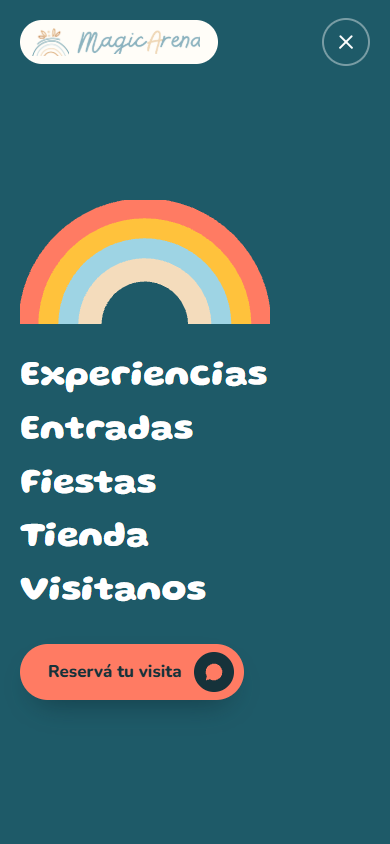 MagicArena
Experiencias
Entradas
Fiestas
Tienda
Visitanos
Reservá tu visita